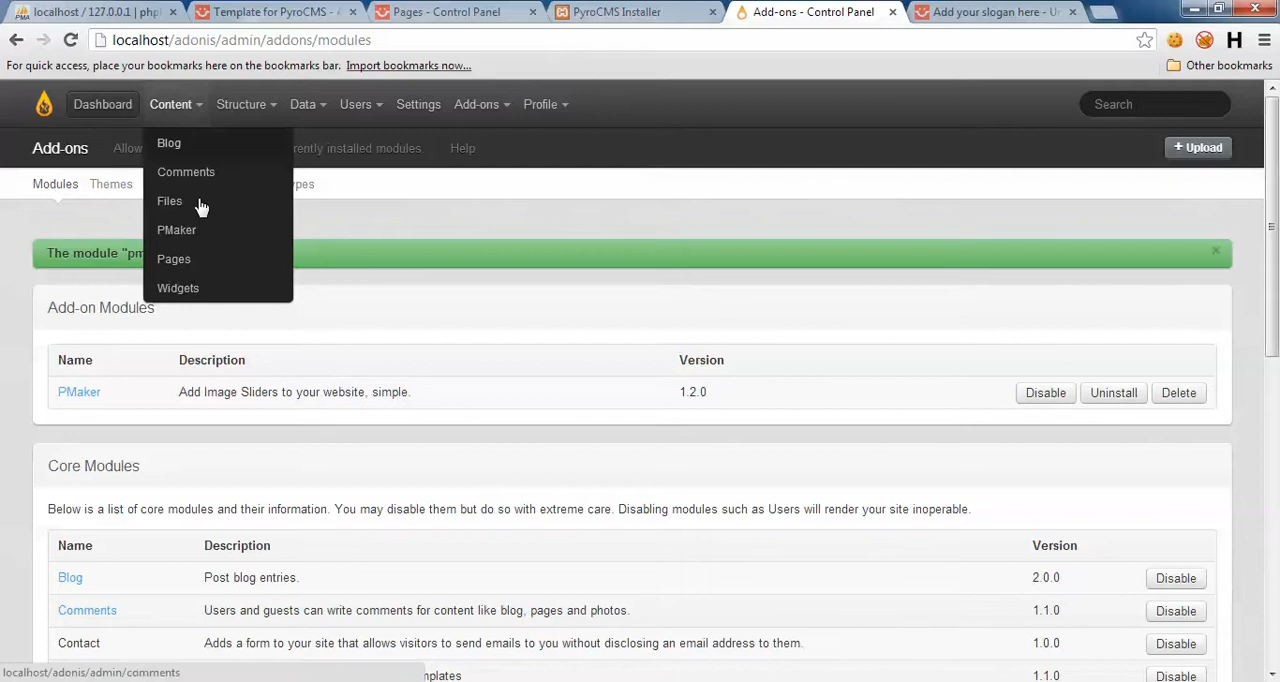 localhost / 127.0.0.1 | ph
Template for PyroCMS - 
Pages - Control Panel
PyroCMS Installer
Add-ons - Control Panel
Add your slogan here - U
localhost/adonis/admin/addons/modules
For quick access, place your bookmarks here on the bookmarks bar. Import bookmarks now...
Other bookmarks
Dashboard Content Structure Data Users Settings Add-ons Profile Search
Add-ons Allow rently installed modules Help + Upload
Blog
Comments
Files
PMaker
Pages
Widgets
Modules Themes ypes
The module "pm
Add-on Modules
Name Description Version
PMaker Add Image Sliders to your website, simple. 1.2.0 Disable Uninstall Delete
Core Modules
Below is a list of core modules and their information. You may disable them but do so with extreme care. Disabling modules such as Users will render your site inoperable.
Name Description Version
Blog Post blog entries. 2.0.0 Disable
Comments Users and guests can write comments for content like blog, pages and photos. 1.1.0 Disable
Contact Adds a form to your site that allows visitors to send emails to you without disclosing an email address to them. 1.0.0 Disable
mplates 1.1.0 Disable
localhost/adonis/admin/comments